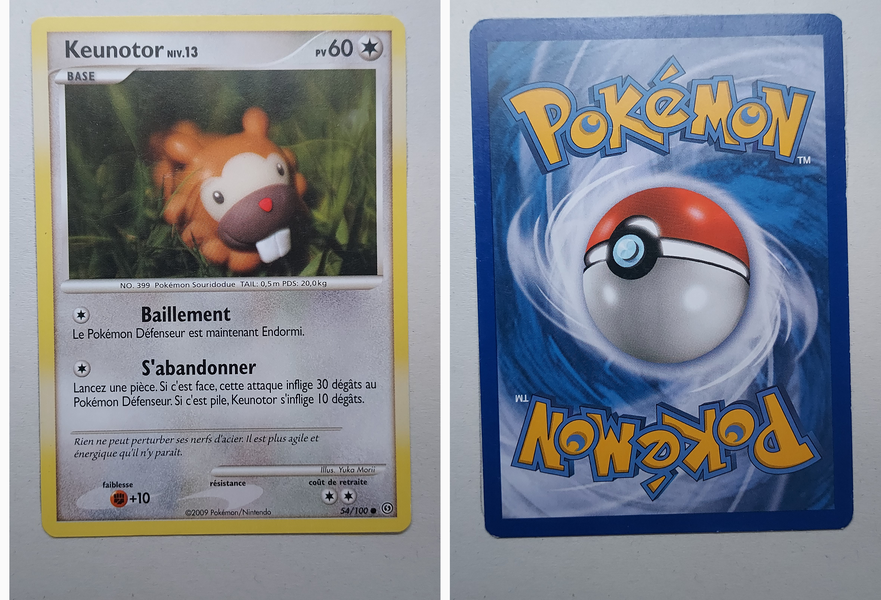 Keunotor NIV.13 PV 60
BASE
NO. 399 Pokémon Souridodue TAIL: 0,5m PDS: 20,0kg
Baillement
Le Pokémon Défenseur est maintenant Endormi.
S'abandonner
Lancez une pièce. Si c'est face, cette attaque inflige 30 dégâts au
Pokémon Défenseur. Si c'est pile, Keunotor s'inflige 10 dégâts.
Rien ne peut perturber ses nerfs d'acier. Il est plus agile et
énergique qu'il n'y paraît.
Illus. Yuka Morii
faiblesse résistance coût de retraite
+10
©2009 Pokémon/Nintendo 54/100
POKéMON
TM
POKéMON
TM